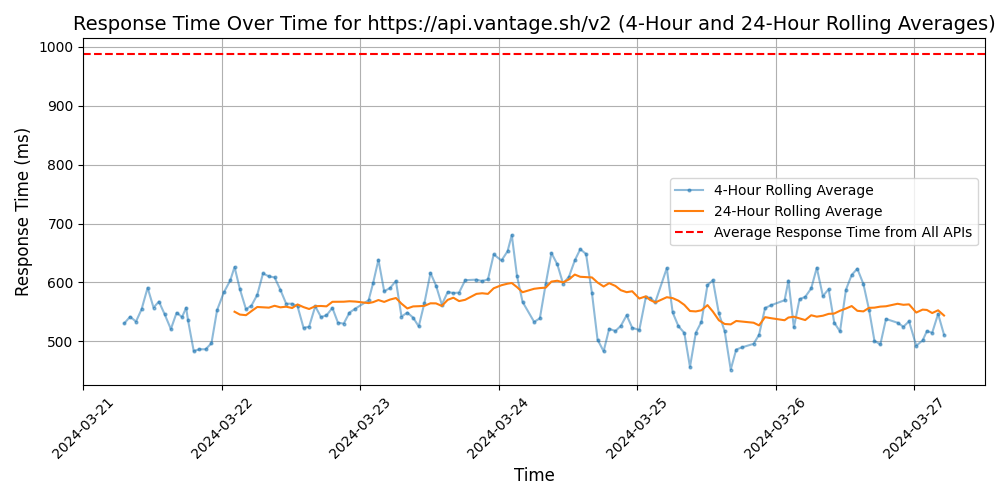 Response Time Over Time for https://api.vantage.sh/v2 (4-Hour and 24-Hour Rolling Averages)
Response Time (ms)
1000
900
800
700
600
500
4-Hour Rolling Average
24-Hour Rolling Average
Average Response Time from All APIs
2024-03-21
2024-03-22
2024-03-23
2024-03-24
2024-03-25
2024-03-26
2024-03-27
Time